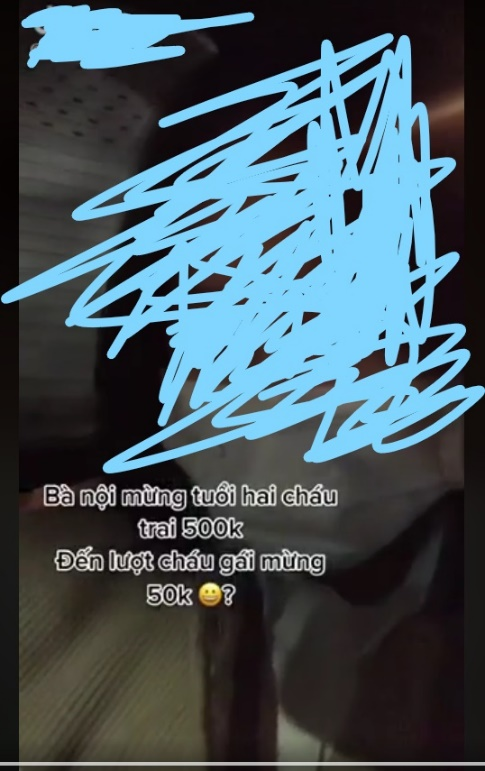 Bà nội mừng tuổi hai cháu
trai 500k
Đến lượt cháu gái mừng
50k 😀?